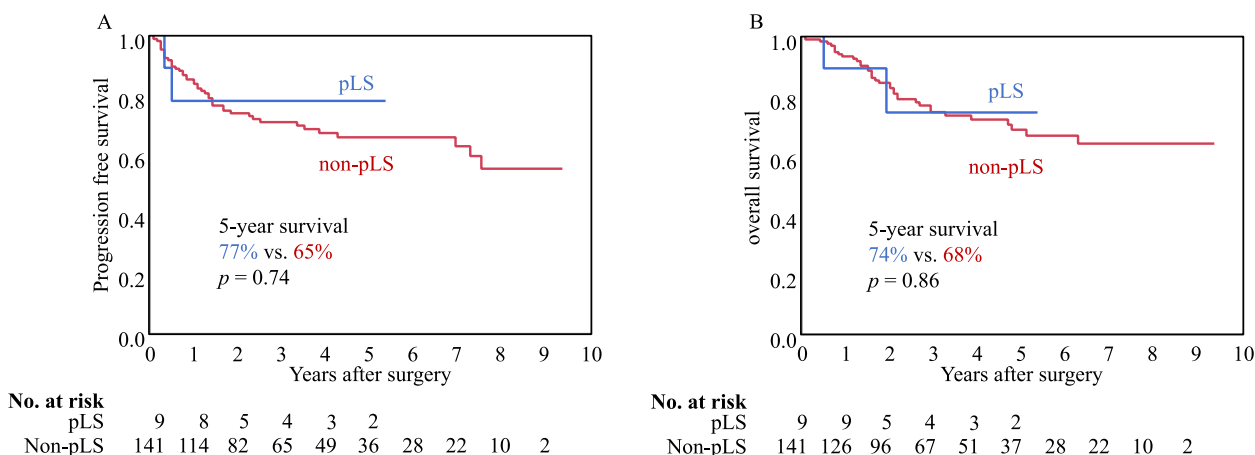 A
Progression free survival
1.0
0.8
0.6
0.4
0.2
0.0
pLS
non-pLS
5-year survival
77% vs. 65%
p = 0.74
0 1 2 3 4 5 6 7 8 9 10
Years after surgery
No. at risk
pLS 9 8 5 4 3 2
Non-pLS 141 114 82 65 49 36 28 22 10 2
B
overall survival
1.0
0.8
0.6
0.4
0.2
0.0
pLS
non-pLS
5-year survival
74% vs. 68%
p = 0.86
0 1 2 3 4 5 6 7 8 9 10
Years after surgery
No. at risk
pLS 9 9 5 4 3 2
Non-pLS 141 126 96 67 51 37 28 22 10 2